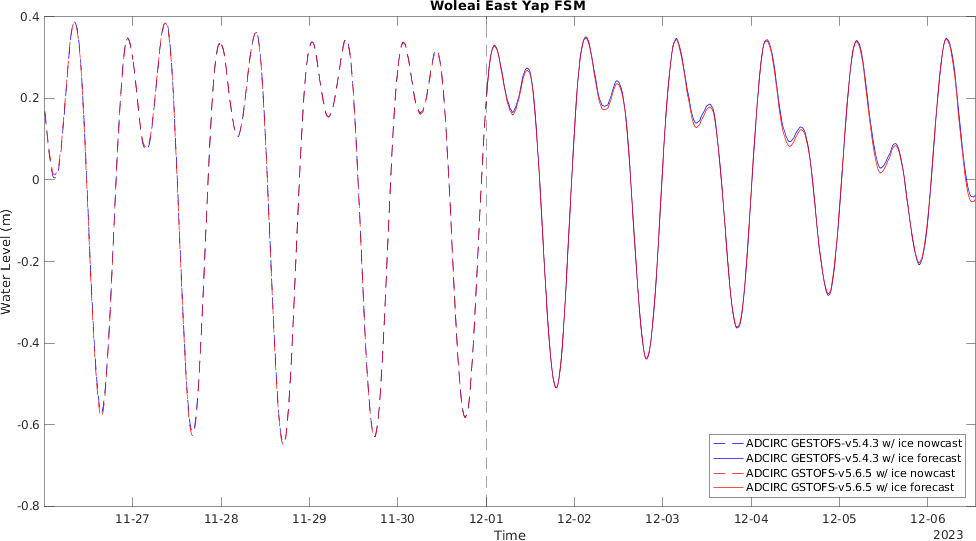 Woleai East Yap FSM
Water Level (m)
0.4
0.2
0
-0.2
-0.4
-0.6
-0.8
11-27
11-28
11-29
11-30
12-01
12-02
12-03
12-04
12-05
12-06
Time
2023
ADCIRC GESTOFS-v5.4.3 w/ ice nowcast
ADCIRC GESTOFS-v5.4.3 w/ ice forecast
ADCIRC GSTOFS-v5.6.5 w/ ice nowcast
ADCIRC GSTOFS-v5.6.5 w/ ice forecast